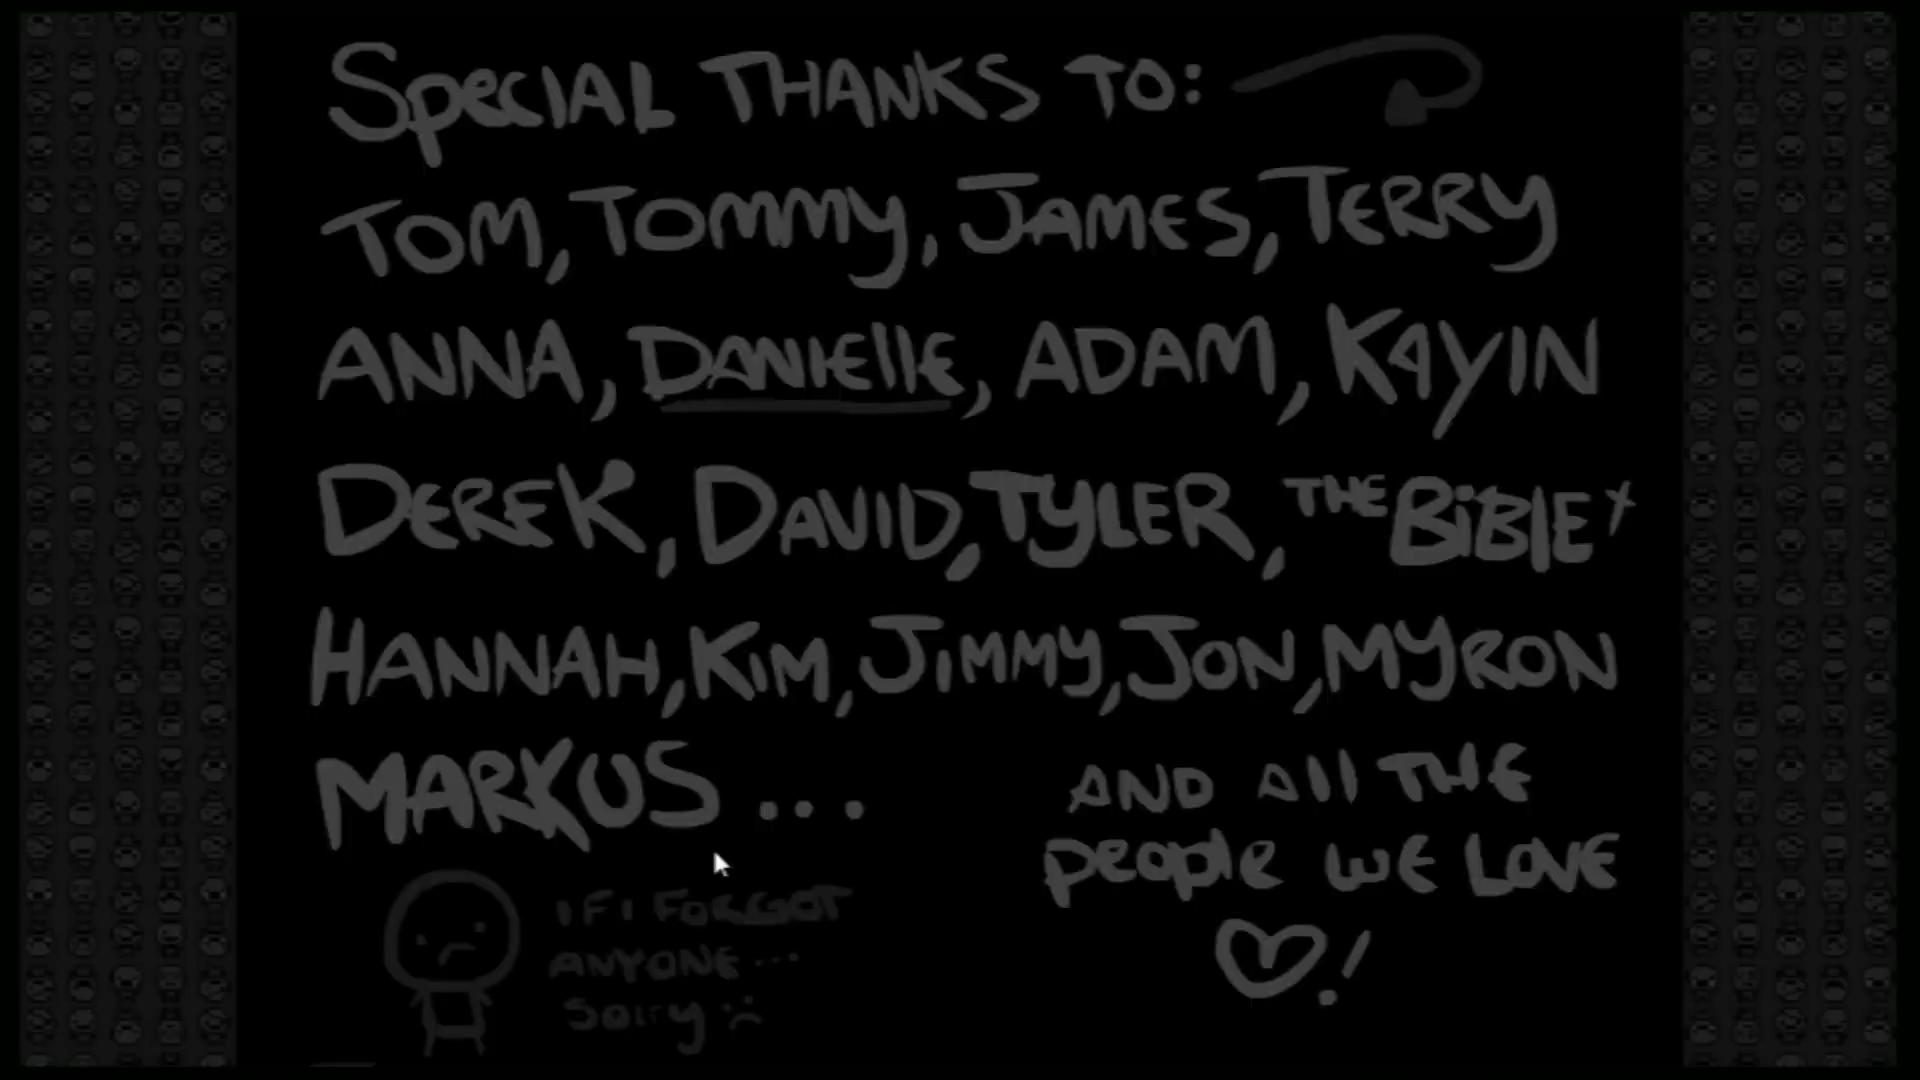 SpecIAL THANKS TO:
TOM, TOMMY, JAMES, TERRY
ANNA, DANIEllE, ADAM, KAYIN
DEREK, DAVID, TYLER, THE BiBlE
HANNAH, KiM, JiMMY, JON, MYRON
MARKUS ...
AND All THE
people WE LOVE
!
IF I FORGOT
ANYONE...
Sorry :(